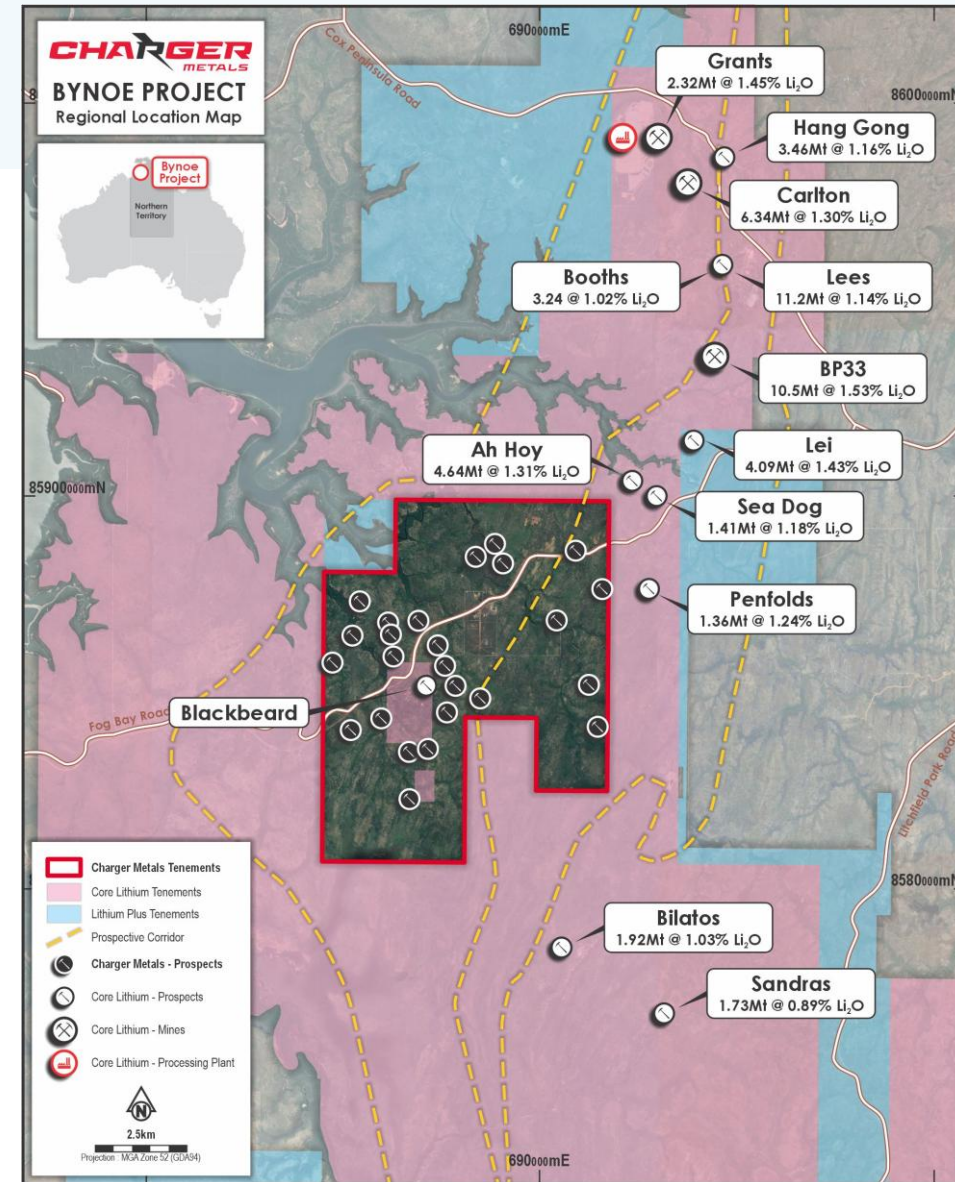 CHARGER
METALS
BYNOE PROJECT
Regional Location Map
Bynoe
Project
Northern
Territory
Cox Peninsula Road
690000mE
8600000mN
Grants
2.32Mt @ 1.45% Li₂O
Hang Gong
3.46Mt @ 1.16% Li₂O
Carlton
6.34Mt @ 1.30% Li₂O
Booths
3.24 @ 1.02% Li₂O
Lees
11.2Mt @ 1.14% Li₂O
BP33
10.5Mt @ 1.53% Li₂O
Ah Hoy
4.64Mt @ 1.31% Li₂O
Lei
4.09Mt @ 1.43% Li₂O
85900000mN
Sea Dog
1.41Mt @ 1.18% Li₂O
Penfolds
1.36Mt @ 1.24% Li₂O
Blackbeard
Fog Bay Road
Litchfield Park Road
8580000mN
Bilatos
1.92Mt @ 1.03% Li₂O
Sandras
1.73Mt @ 0.89% Li₂O
Charger Metals Tenements
Core Lithium Tenements
Lithium Plus Tenements
Prospective Corridor
Charger Metals - Prospects
Core Lithium - Prospects
Core Lithium - Mines
Core Lithium - Processing Plant
N
2.5km
Projection : MGA Zone 52 (GDA94)
690000mE